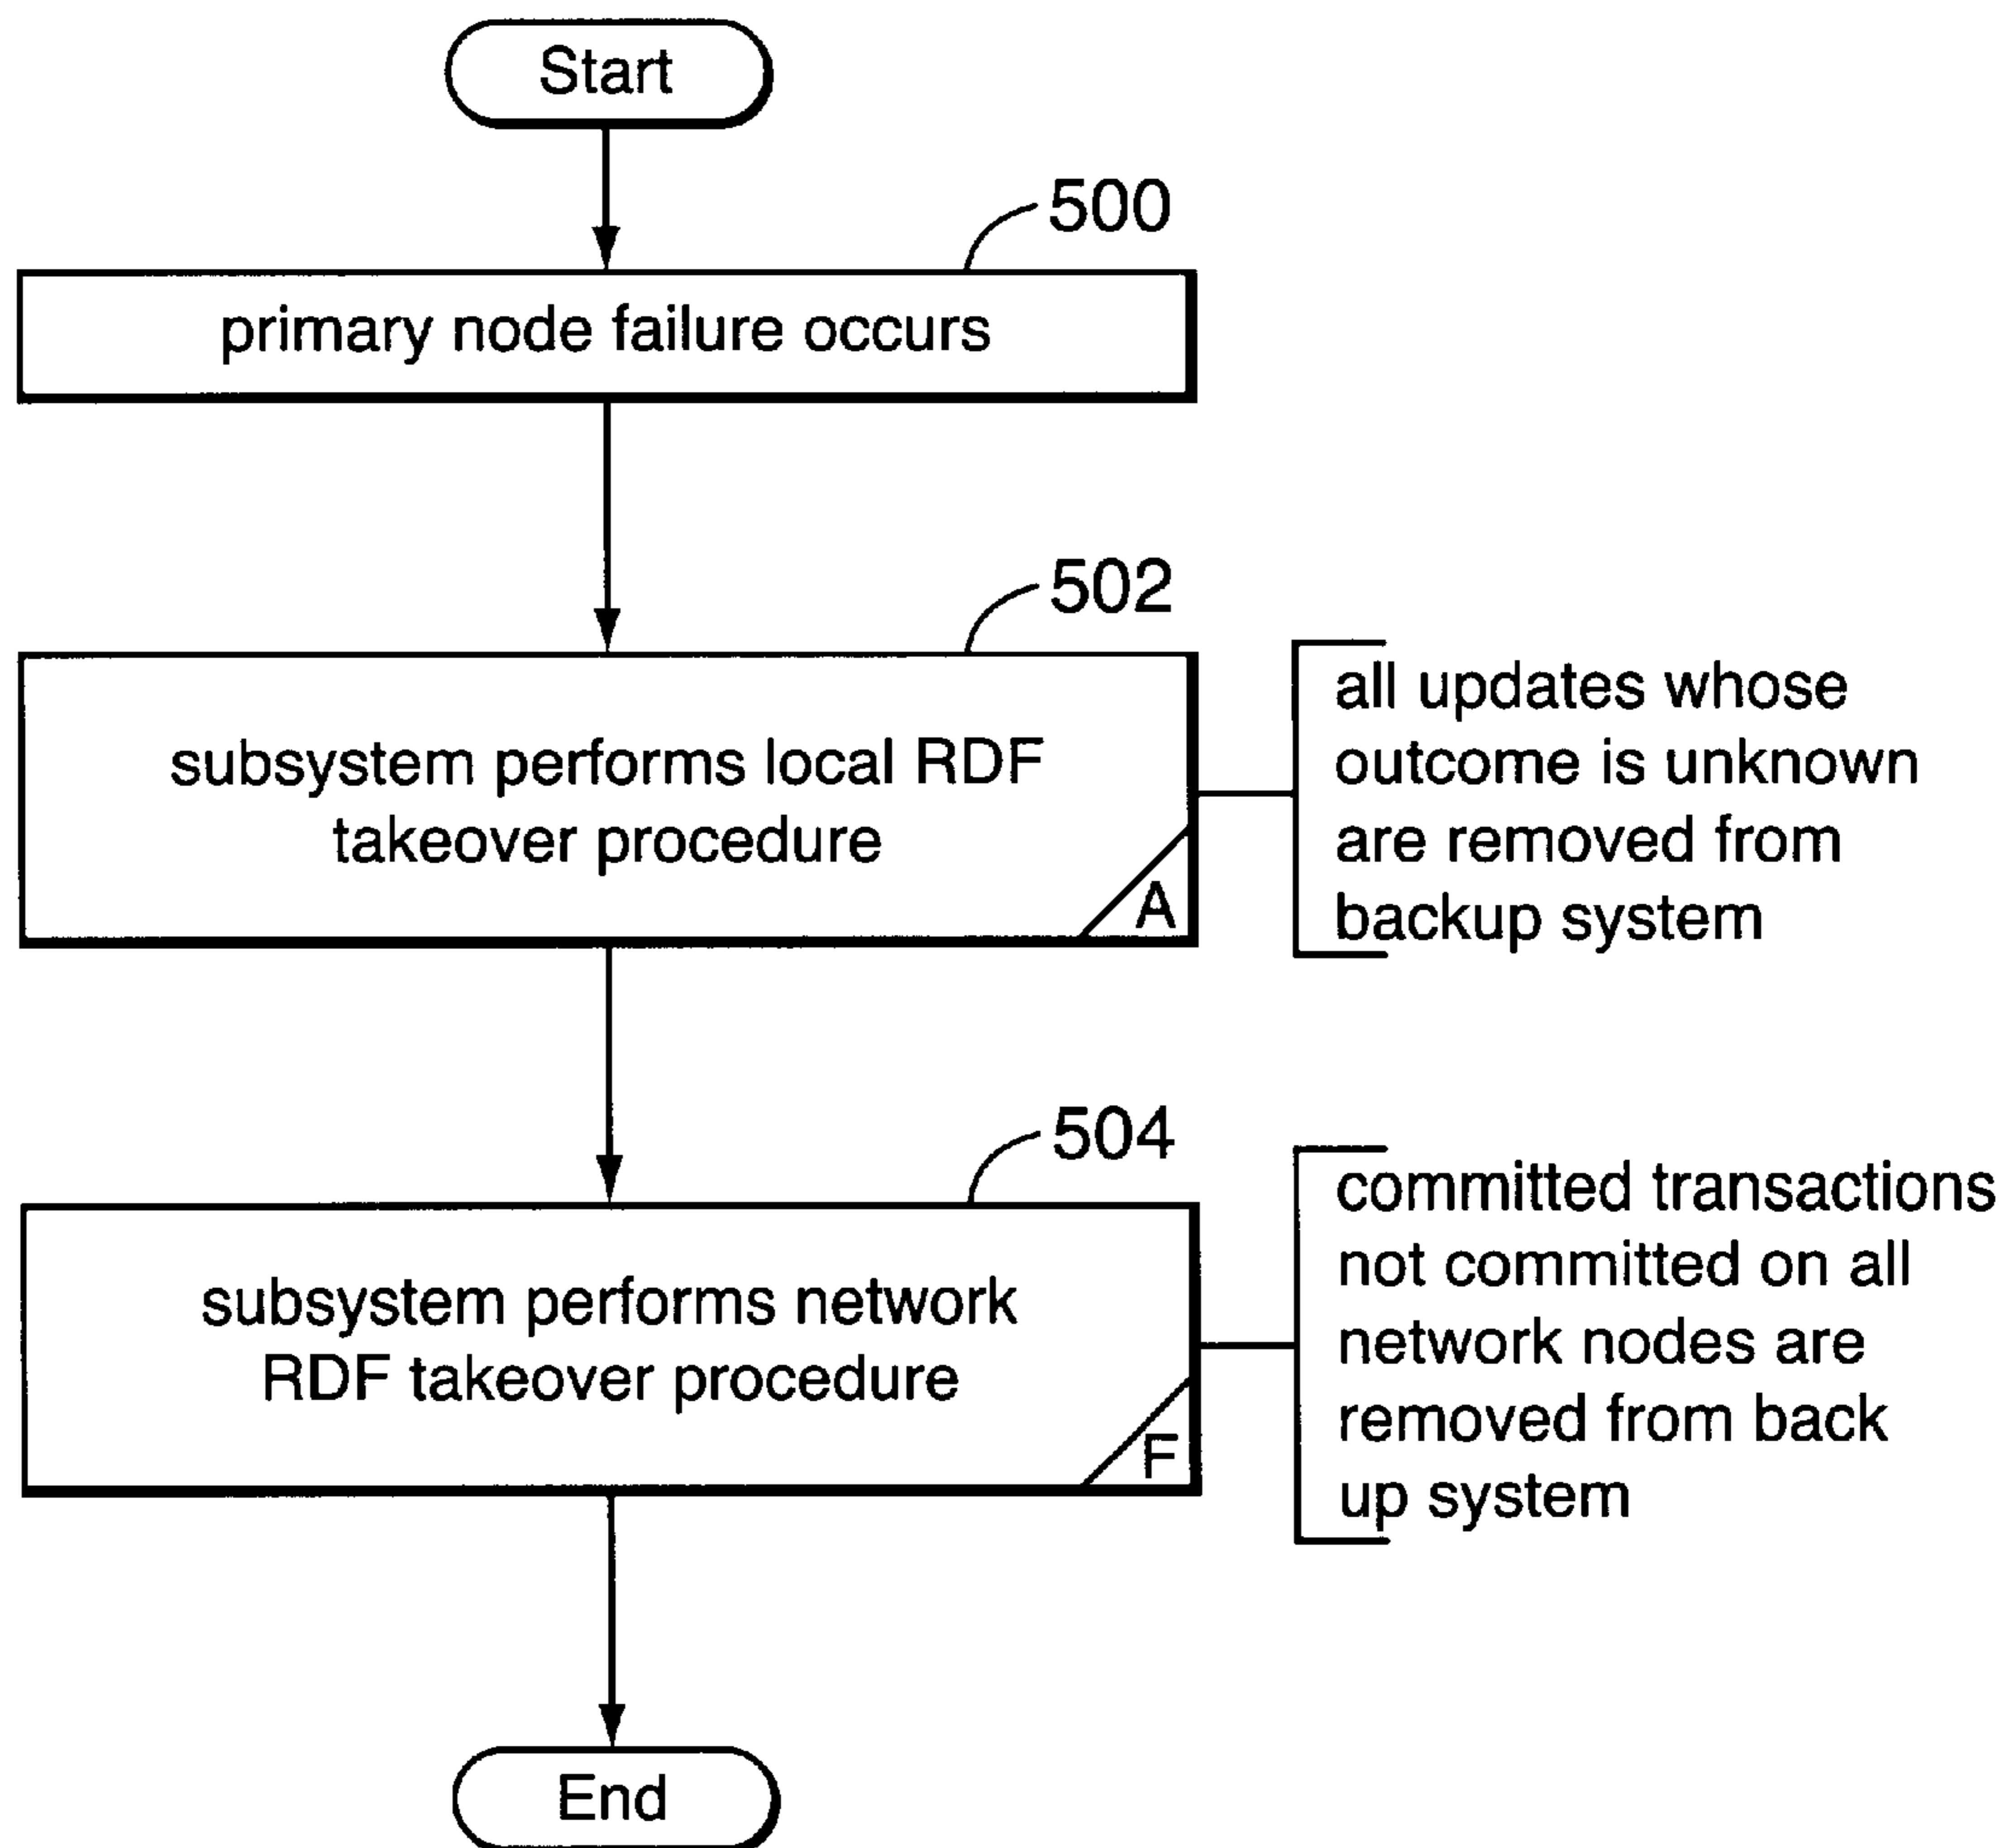 Start
500
primary node failure occurs
502
subsystem performs local RDF
takeover procedure
A
all updates whose
outcome is unknown
are removed from
backup system
504
subsystem performs network
RDF takeover procedure
F
committed transactions
not committed on all
network nodes are
removed from back
up system
End